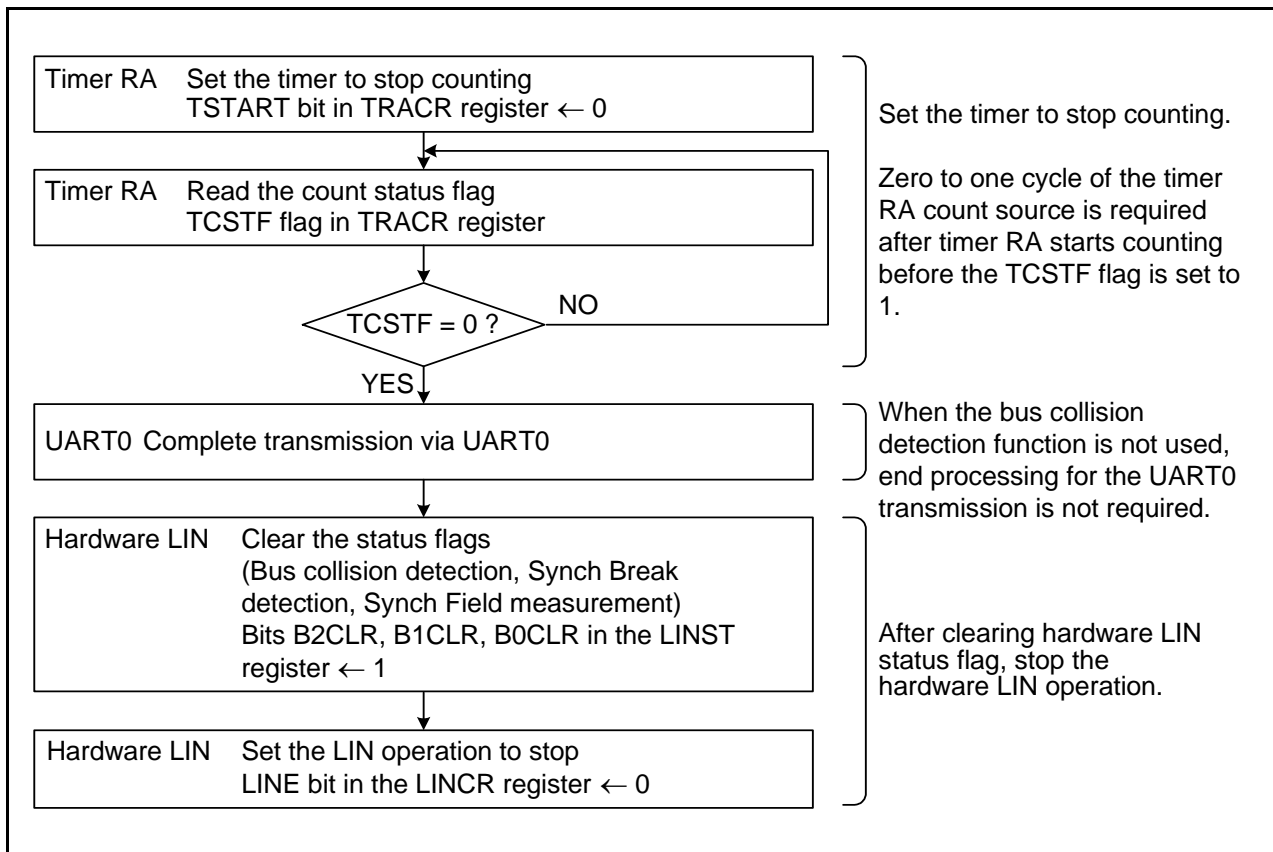 Timer RA Set the timer to stop counting
TSTART bit in TRACR register ← 0
Set the timer to stop counting.
Timer RA Read the count status flag
TCSTF flag in TRACR register
Zero to one cycle of the timer
RA count source is required
after timer RA starts counting
before the TCSTF flag is set to
1.
TCSTF = 0 ?
NO
YES
UART0 Complete transmission via UART0
When the bus collision
detection function is not used,
end processing for the UART0
transmission is not required.
Hardware LIN Clear the status flags
(Bus collision detection, Synch Break
detection, Synch Field measurement)
Bits B2CLR, B1CLR, B0CLR in the LINST
register ← 1
After clearing hardware LIN
status flag, stop the
hardware LIN operation.
Hardware LIN Set the LIN operation to stop
LINE bit in the LINCR register ← 0